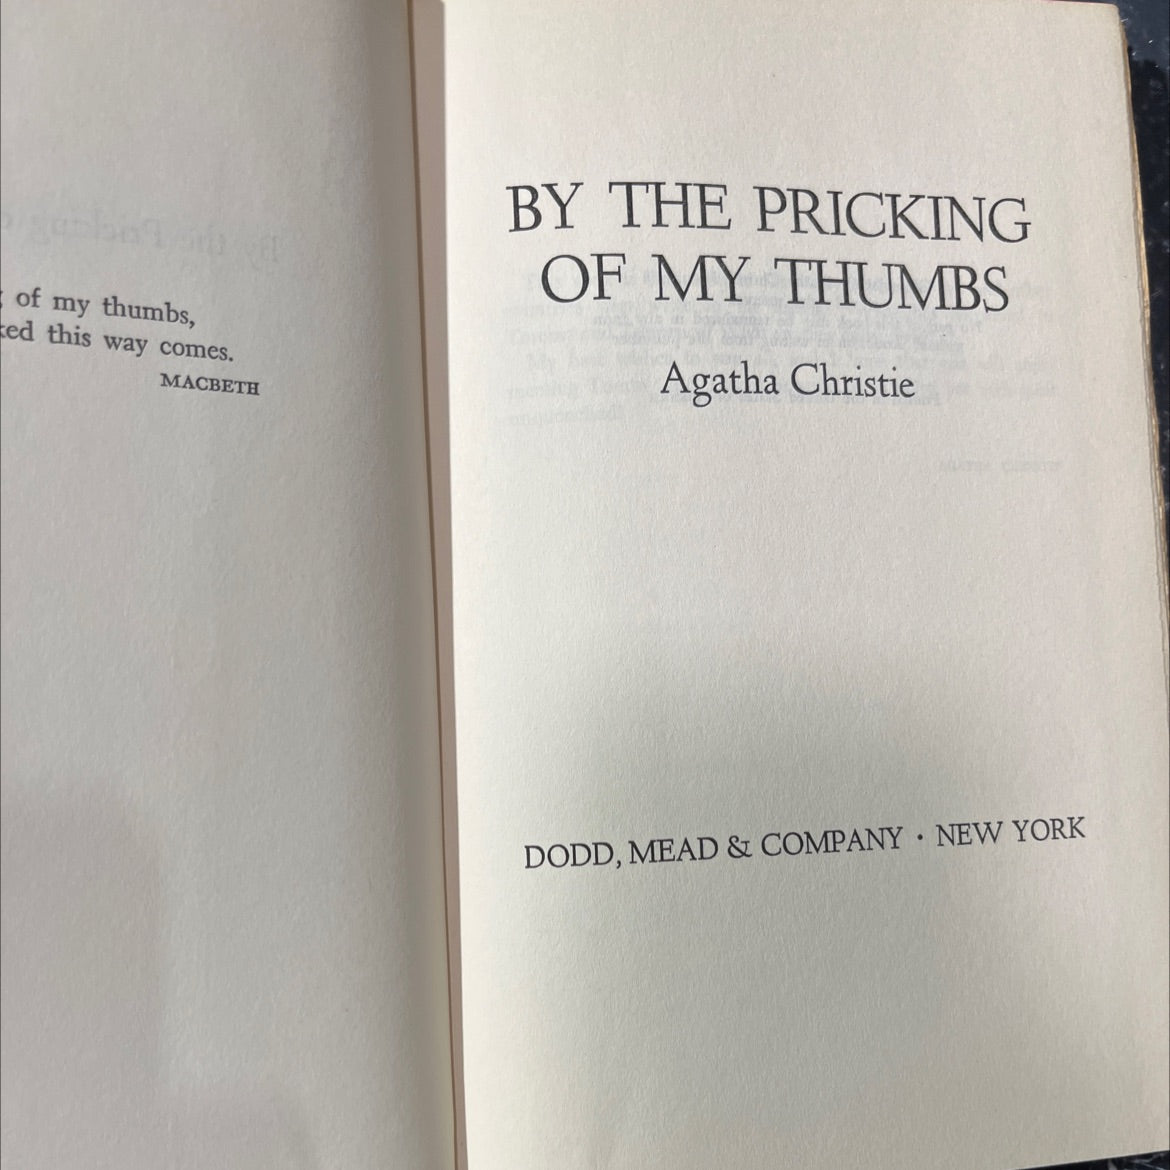 of my thumbs,
this way comes.
MACBETH
BY THE PRICKING
OF MY THUMBS
Agatha Christie
DODD, MEAD & COMPANY · NEW YORK